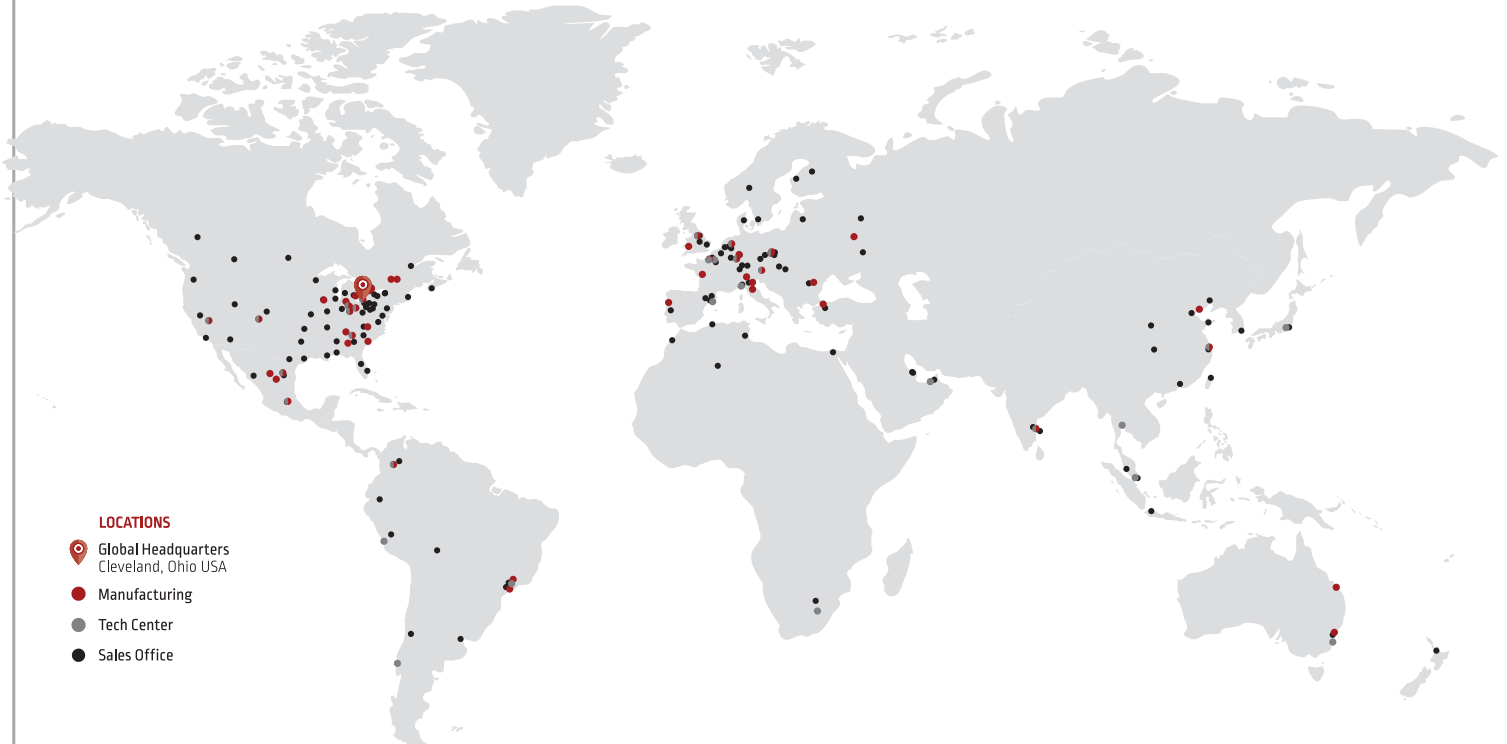 LOCATIONS
Global Headquarters
Cleveland, Ohio USA
Manufacturing
Tech Center
Sales Office